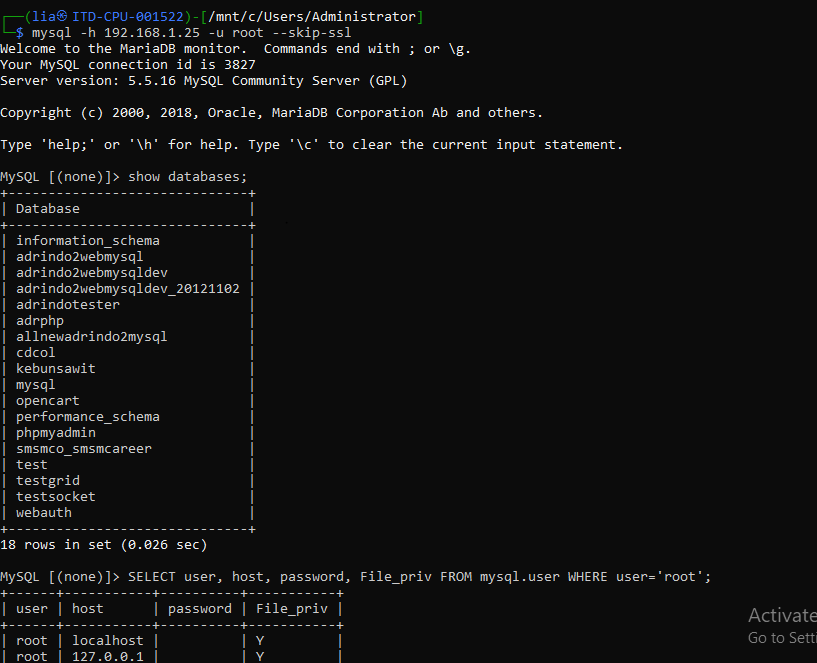 (lia㉿ITD-CPU-001522)-[/mnt/c/Users/Administrator]
$ mysql -h 192.168.1.25 -u root --skip-ssl
Welcome to the MariaDB monitor.  Commands end with ; or \g.
Your MySQL connection id is 3827
Server version: 5.5.16 MySQL Community Server (GPL)
Copyright (c) 2000, 2018, Oracle, MariaDB Corporation Ab and others.
Type 'help;' or '\h' for help. Type '\c' to clear the current input statement.
MySQL [(none)]> show databases;
+------------------------------+
| Database                     |
+------------------------------+
| information_schema           |
| adrindo2webmysql             |
| adrindo2webmysqldev          |
| adrindo2webmysqldev_20121102 |
| adrindotester                |
| adrphp                       |
| allnewadrindo2mysql          |
| cdcol                        |
| kebunsawit                   |
| mysql                        |
| opencart                     |
| performance_schema           |
| phpmyadmin                   |
| smsmco_smsmcareer            |
| test                         |
| testgrid                     |
| testsocket                   |
| webauth                      |
+------------------------------+
18 rows in set (0.026 sec)
MySQL [(none)]> SELECT user, host, password, File_priv FROM mysql.user WHERE user='root';
+------+-----------+----------+-----------+
| user | host      | password | File_priv |
+------+-----------+----------+-----------+
| root | localhost |          | Y         |
| root | 127.0.0.1 |          | Y         |
Activate
Go to Setti